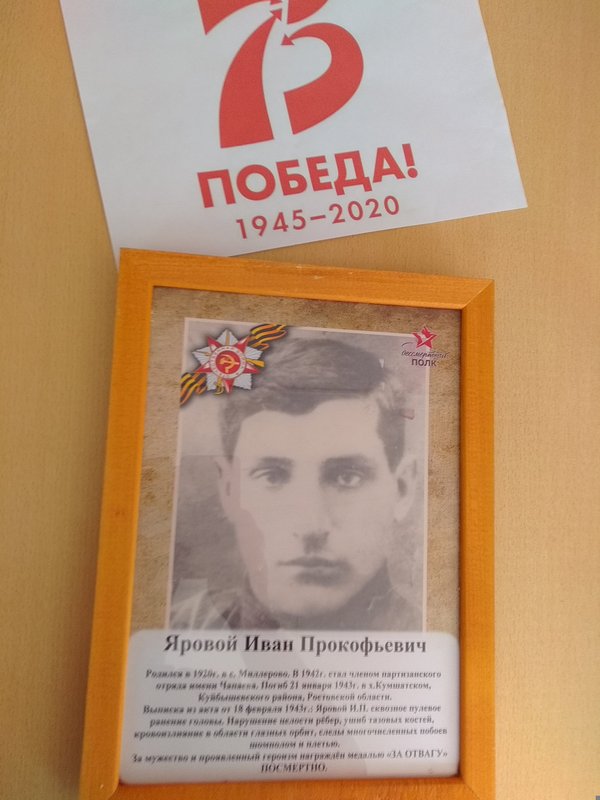 75
ПОБЕДА!
1945–2020
Бессмертный
ПОЛК
Яровой Иван Прокофьевич
Родился в 1920г. в с. Миллерово. В 1942г. стал членом партизанского
отряда имени Чапаева. Погиб 21 января 1943г. в х.Кумшатском,
Куйбышевского района, Ростовской области.
Выписка из акта от 18 февраля 1943г.: Яровой И.П. сквозное пулевое
ранение головы. Нарушение целости рёбер, ушиб тазовых костей,
кровоизлияние в области глазных орбит, следы многочисленных побоев
шомполом и плетью.
За мужество и проявленный героизм награждён медалью «ЗА ОТВАГУ»
ПОСМЕРТНО.